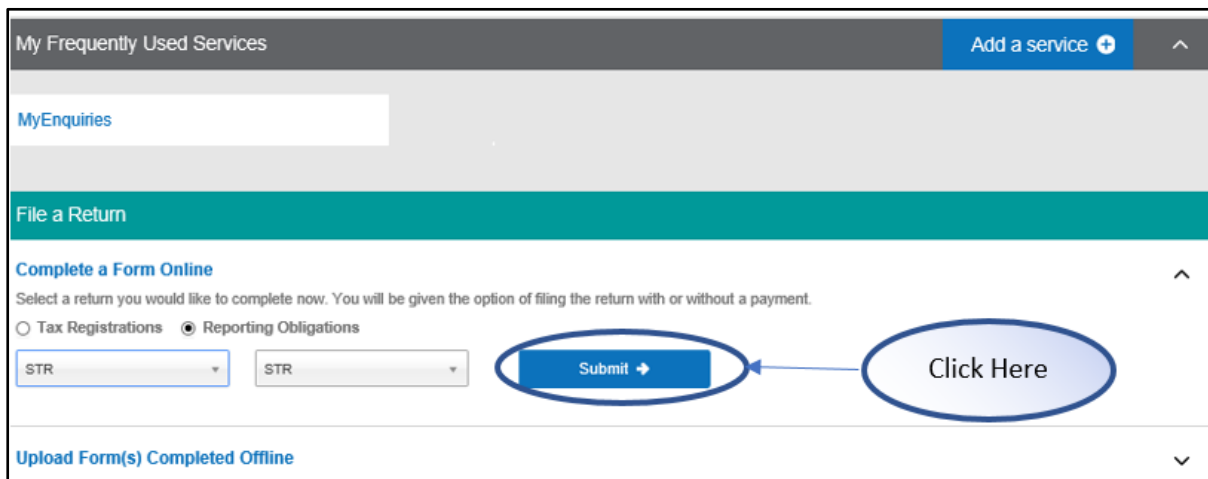 My Frequently Used Services
Add a service
MyEnquiries
File a Return
Complete a Form Online
Select a return you would like to complete now. You will be given the option of filing the return with or without a payment.
Tax Registrations Reporting Obligations
STR STR Submit
Click Here
Upload Form(s) Completed Offline